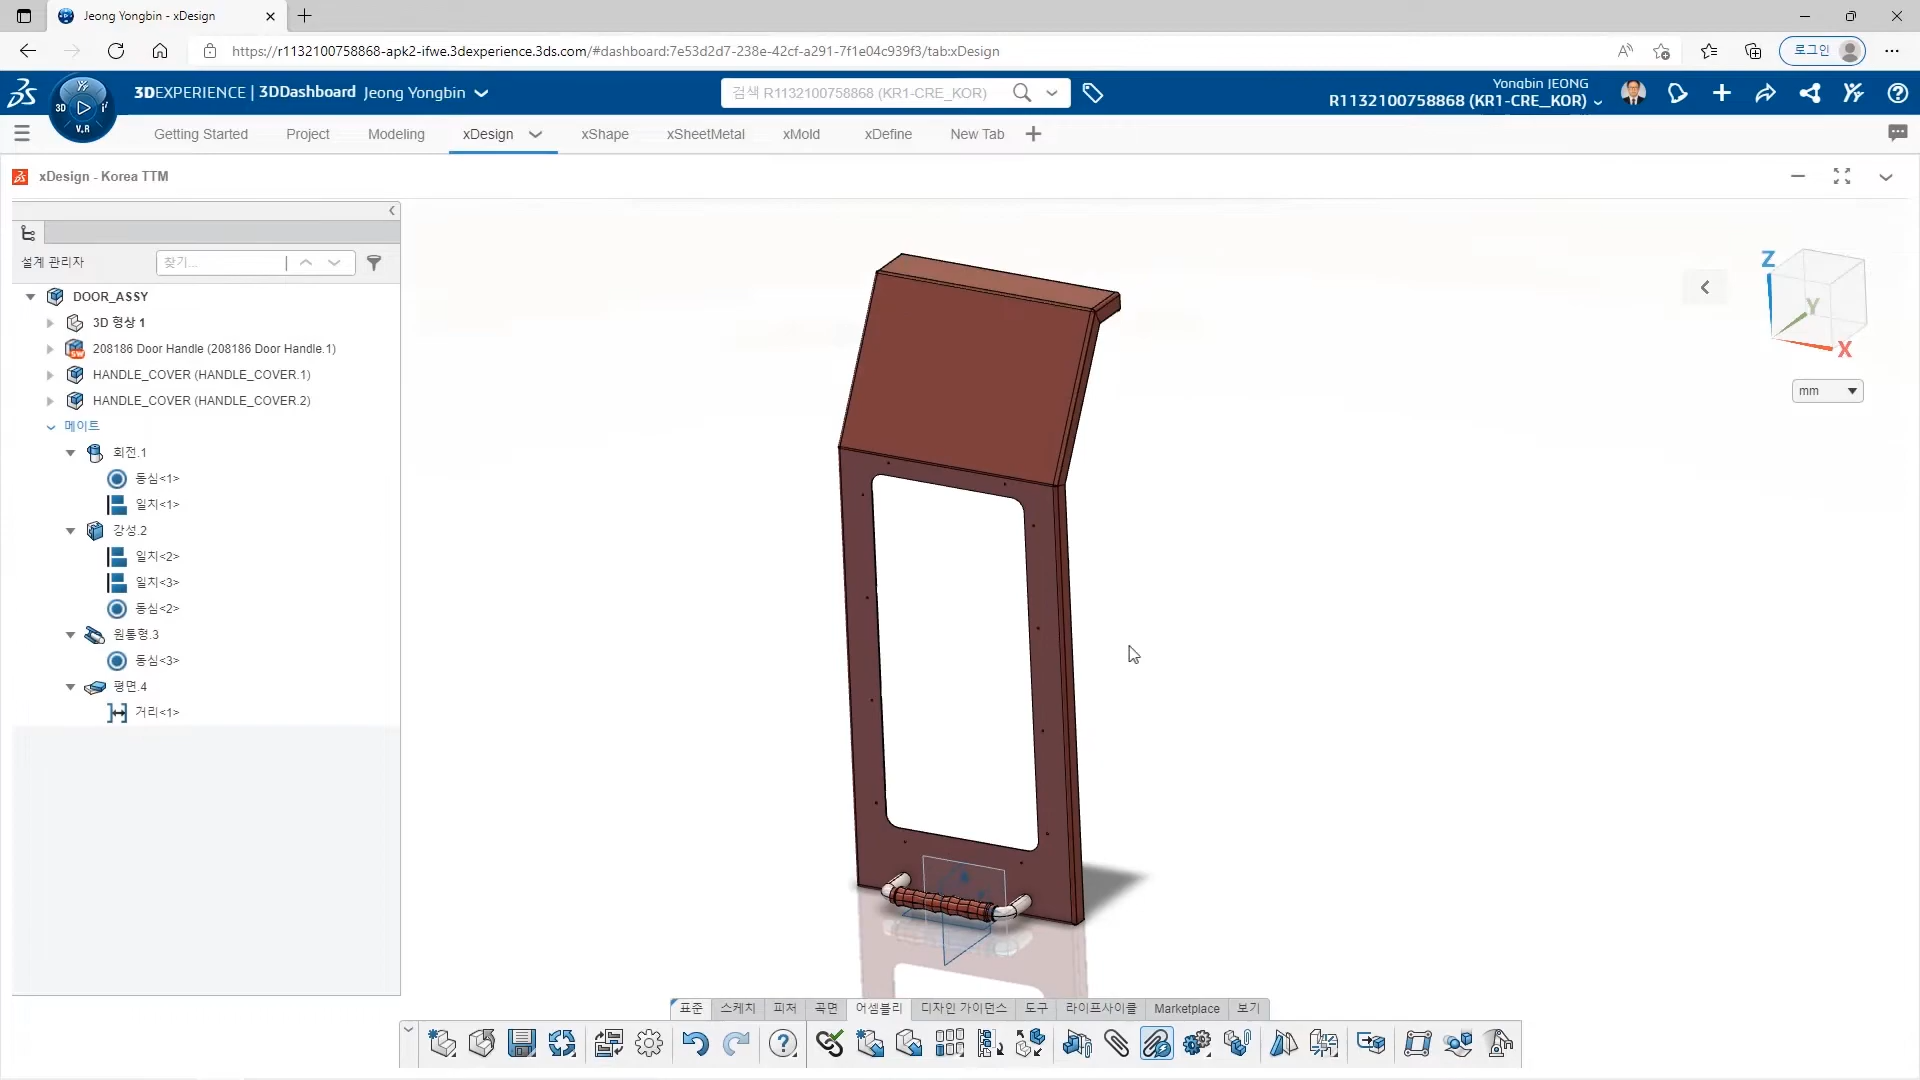 Jeong Yongbin - xDesign
https://r1132100758868-apk2-ifwe.3dexperience.3ds.com/#dashboard:7e53d2d7-238e-42cf-a291-7f1e04c939f3/tab:xDesign
로그인
3D
V.R
3DEXPERIENCE | 3DDashboard Jeong Yongbin
검색 R1132100758868 (KR1-CRE_KOR)
Yongbin JEONG
R1132100758868 (KR1-CRE_KOR)
Getting Started
Project
Modeling
xDesign
xShape
xSheetMetal
xMold
xDefine
New Tab
xDesign - Korea TTM
설계 관리자
찾기...
DOOR_ASSY
3D 형상 1
208186 Door Handle (208186 Door Handle.1)
HANDLE_COVER (HANDLE_COVER.1)
HANDLE_COVER (HANDLE_COVER.2)
메이트
회전.1
동심<1>
일치<1>
강성.2
일치<2>
일치<3>
동심<2>
원통형.3
동심<3>
평면.4
거리<1>
Z
Y
X
mm
표준
스케치
피처
곡면
어셈블리
디자인 가이던스
도구
라이프사이클
Marketplace
보기